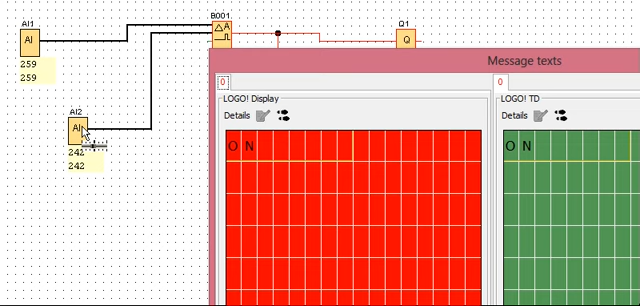 AI1
AI
259
259
AI2
AI
242
242
B001
A
Q1
Q
Message texts
0
0
LOGO! Display
LOGO! TD
Details
Details
O N
O N